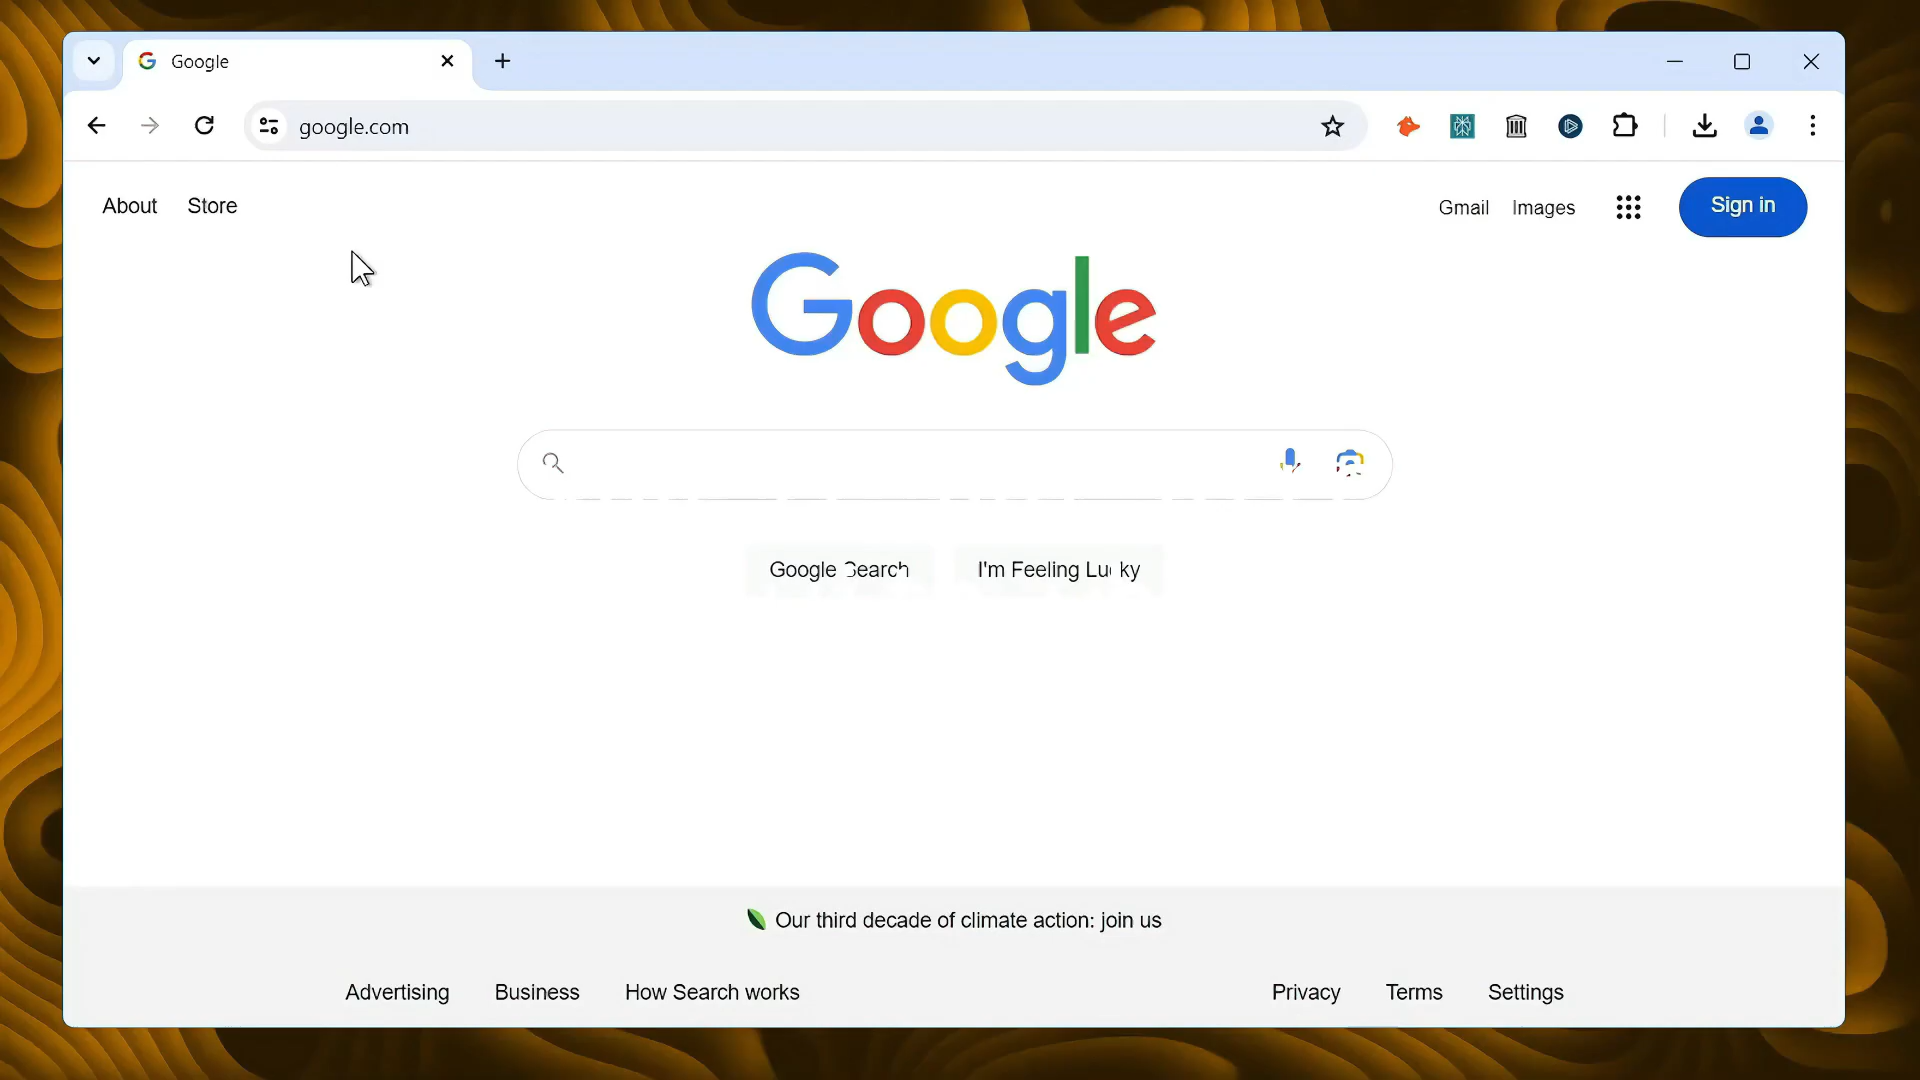 Google
google.com
About Store
Gmail Images Sign in
Google
Google Search I'm Feeling Lucky
Our third decade of climate action: join us
Advertising Business How Search works
Privacy Terms Settings